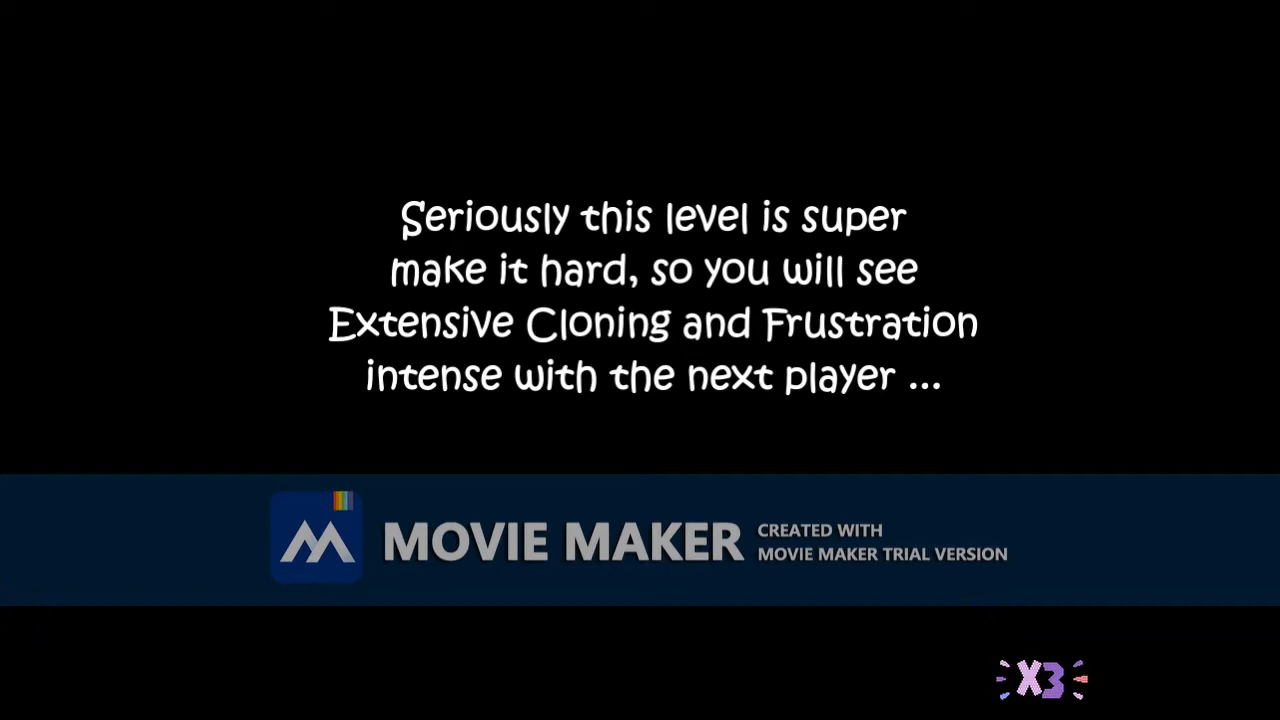 Seriously this level is super
make it hard, so you will see
Extensive Cloning and Frustration
intense with the next player ...
MOVIE MAKER
CREATED WITH
MOVIE MAKER TRIAL VERSION
X3